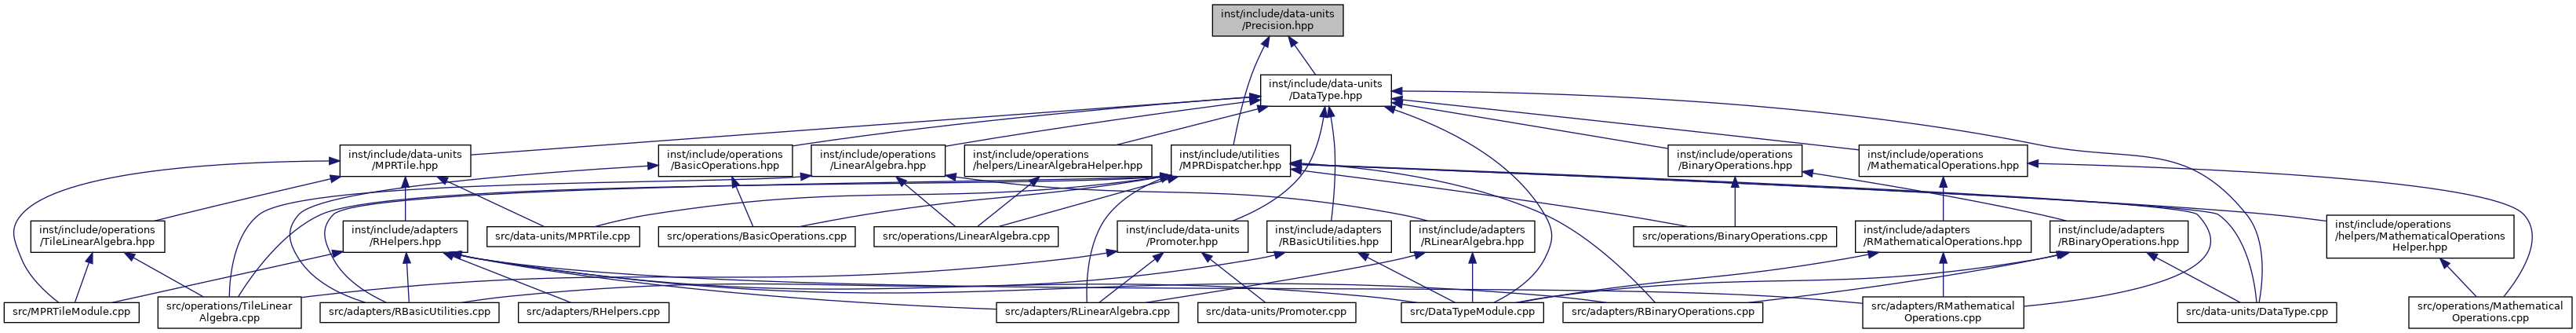 inst/include/data-units
/Precision.hpp
inst/include/data-units
/DataType.hpp
inst/include/data-units
/MPRTile.hpp
inst/include/operations
/BasicOperations.hpp
inst/include/operations
/LinearAlgebra.hpp
inst/include/operations
/helpers/LinearAlgebraHelper.hpp
inst/include/utilities
/MPRDispatcher.hpp
inst/include/operations
/BinaryOperations.hpp
inst/include/operations
/MathematicalOperations.hpp
inst/include/operations
/TileLinearAlgebra.hpp
inst/include/adapters
/RHelpers.hpp
src/data-units/MPRTile.cpp
src/operations/BasicOperations.cpp
src/operations/LinearAlgebra.cpp
inst/include/data-units
/Promoter.hpp
inst/include/adapters
/RBasicUtilities.hpp
inst/include/adapters
/RLinearAlgebra.hpp
src/operations/BinaryOperations.cpp
inst/include/adapters
/RMathematicalOperations.hpp
inst/include/adapters
/RBinaryOperations.hpp
inst/include/operations
/helpers/MathematicalOperations
Helper.hpp
src/MPRTileModule.cpp
src/operations/TileLinear
Algebra.cpp
src/adapters/RBasicUtilities.cpp
src/adapters/RHelpers.cpp
src/adapters/RLinearAlgebra.cpp
src/data-units/Promoter.cpp
src/DataTypeModule.cpp
src/adapters/RBinaryOperations.cpp
src/adapters/RMathematical
Operations.cpp
src/data-units/DataType.cpp
src/operations/Mathematical
Operations.cpp